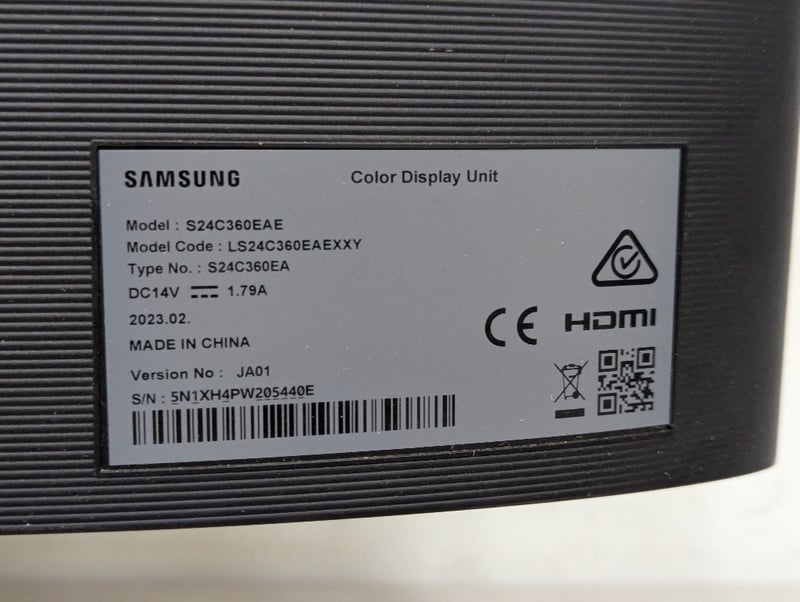 SAMSUNG
Color Display Unit
Model : S24C360EAE
Model Code : LS24C360EAEXXY
Type No. : S24C360EA
DC14V 1.79A
2023.02.
MADE IN CHINA
CE HDMI
Version No : JA01
S/N : 5N1XH4PW205440E